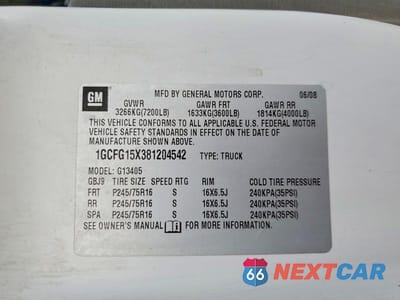 GM
MFD BY GENERAL MOTORS CORP. 06/08
GVWR GAWR FRT GAWR RR
3266KG(7200LB) 1633KG(3600LB) 1814KG(4000LB)
THIS VEHICLE CONFORMS TO ALL APPLICABLE U.S. FEDERAL MOTOR
VEHICLE SAFETY STANDARDS IN EFFECT ON THE DATE OF
MANUFACTURE SHOWN ABOVE.
1GCFG15X381204542 TYPE: TRUCK
MODEL: G13405
GBJ9 TIRE SIZE SPEED RTG RIM COLD TIRE PRESSURE
FRT P245/75R16 S 16X6.5J 240KPA(35PSI)
RR P245/75R16 S 16X6.5J 240KPA(35PSI)
SPA P245/75R16 S 16X6.5J 240KPA(35PSI)
SEE OWNER'S MANUAL FOR MORE INFORMATION.
66 NEXTCAR